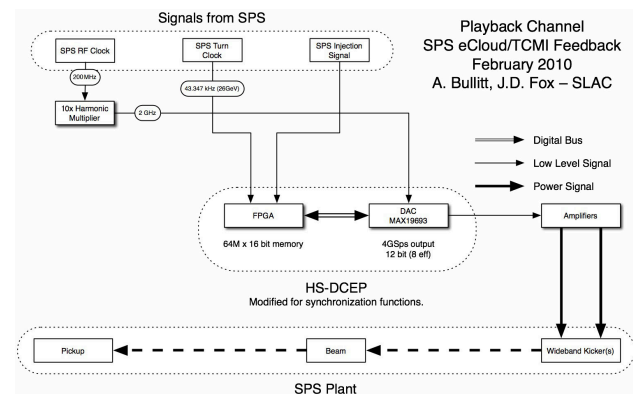 Signals from SPS
Playback Channel
SPS eCloud/TCMI Feedback
February 2010
A. Bullitt, J.D. Fox – SLAC
SPS RF Clock
SPS Turn
Clock
SPS Injection
Signal
200 MHz
43.347 kHz (26GeV)
10x Harmonic
Multiplier
2 GHz
Digital Bus
Low Level Signal
Power Signal
FPGA
DAC
MAX19693
Amplifiers
64M x 16 bit memory
4GSps output
12 bit (8 eff)
HS-DCEP
Modified for synchronization functions.
Pickup
Beam
Wideband Kicker(s)
SPS Plant